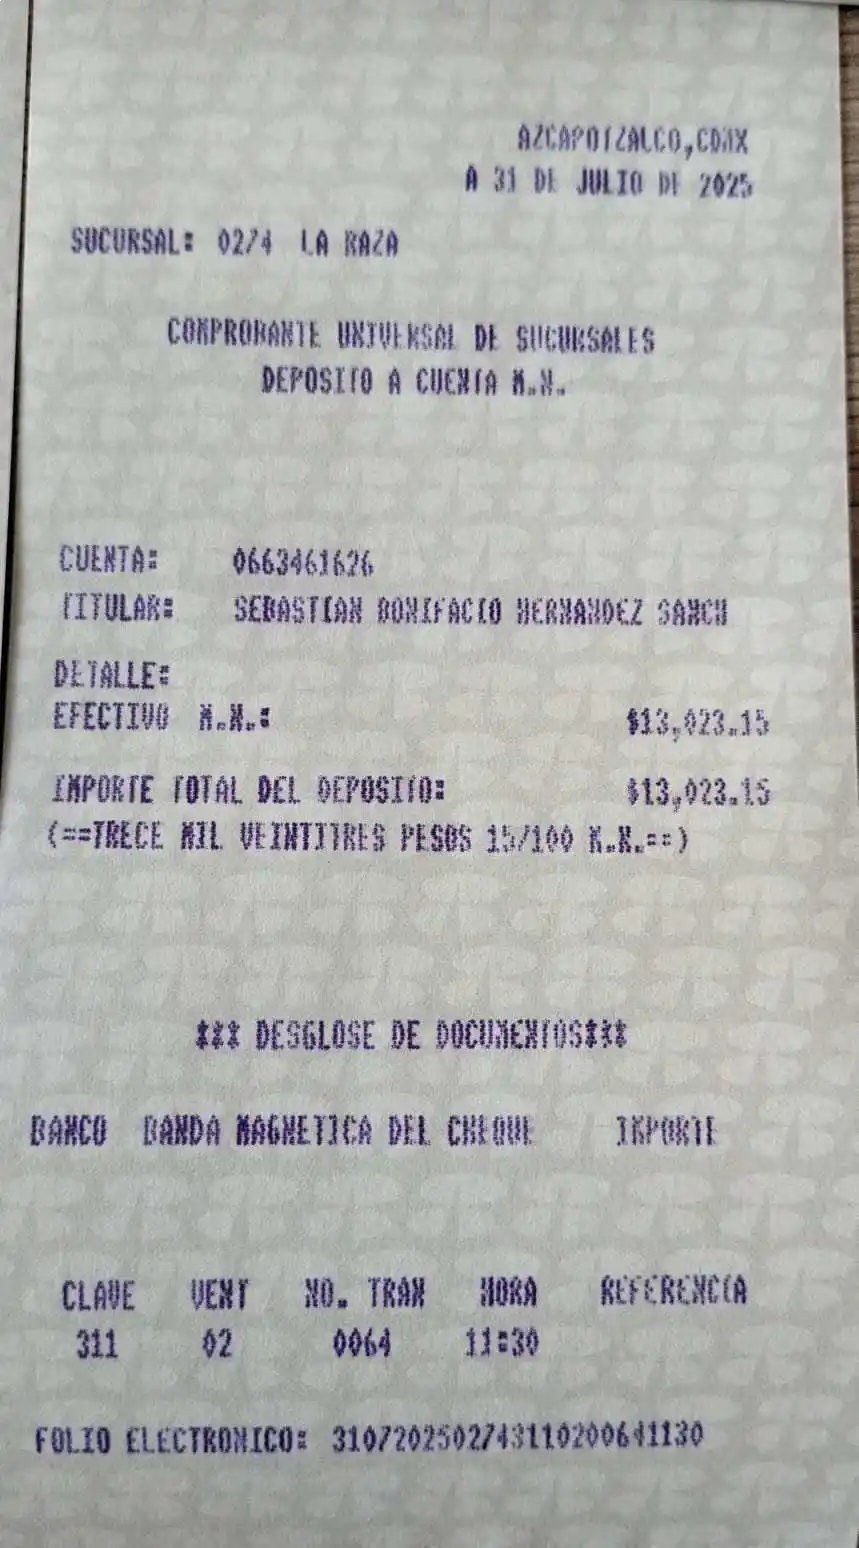 AZCAPOTZALCO,CDMX
A 31 DE JULIO DE 2025
SUCURSAL: 0274 LA RAZA
COMPROBANTE UNIVERSAL DE SUCURSALES
DEPOSITO A CUENTA M.N.
CUENTA: 0663461626
TITULAR: SEBASTIAN BONIFACIO HERNANDEZ SANCH
DETALLE:
EFECTIVO M.N.: $13,023.15
IMPORTE TOTAL DEL DEPOSITO: $13,023.15
(==TRECE MIL VEINTITRES PESOS 15/100 M.N.==)
*** DESGLOSE DE DOCUMENTOS***
BANCO BANDA MAGNETICA DEL CHEQUE IMPORTE
CLAVE VENT NO. TRAN HORA REFERENCIA
311 02 0064 11:30
FOLIO ELECTRONICO: 3107202502743110200641130